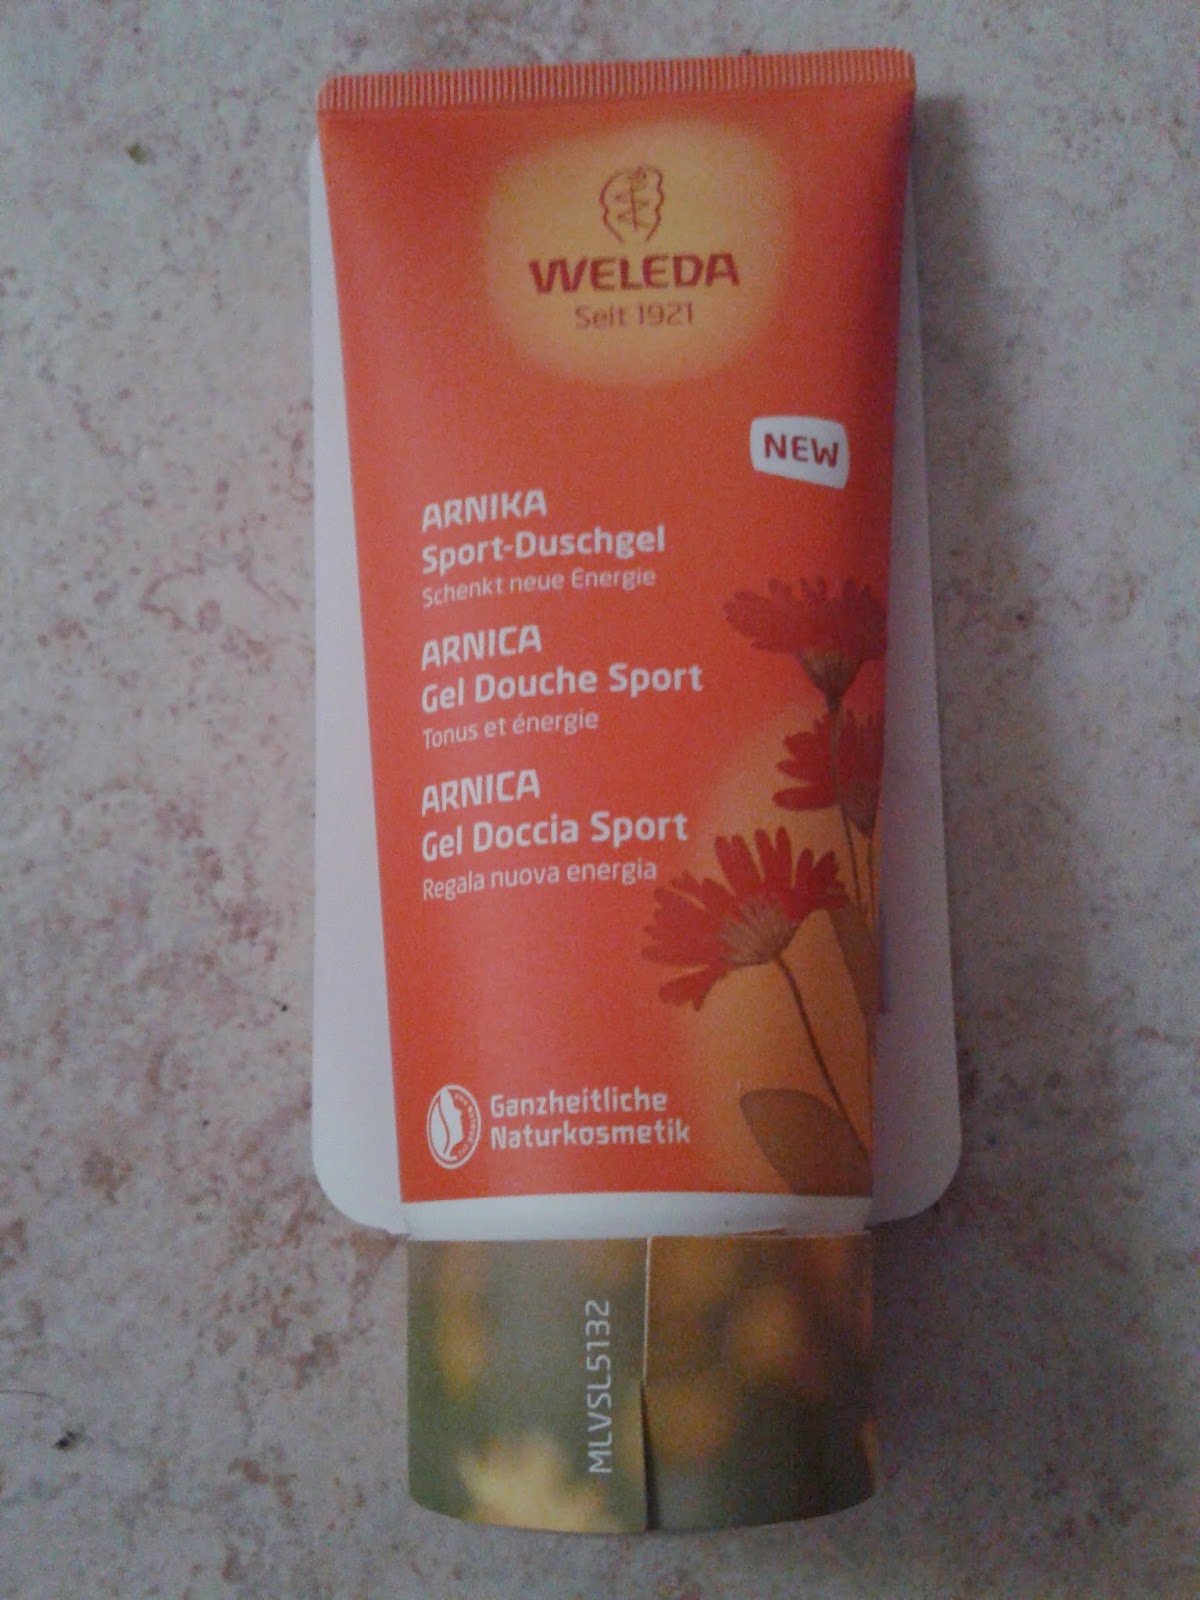 WELEDA
Seit 1921
NEW
ARNIKA
Sport-Duschgel
Schenkt neue Energie
ARNICA
Gel Douche Sport
Tonus et énergie
ARNICA
Gel Doccia Sport
Regala nuova energia
Ganzheitliche
Naturkosmetik
MLVSL5132